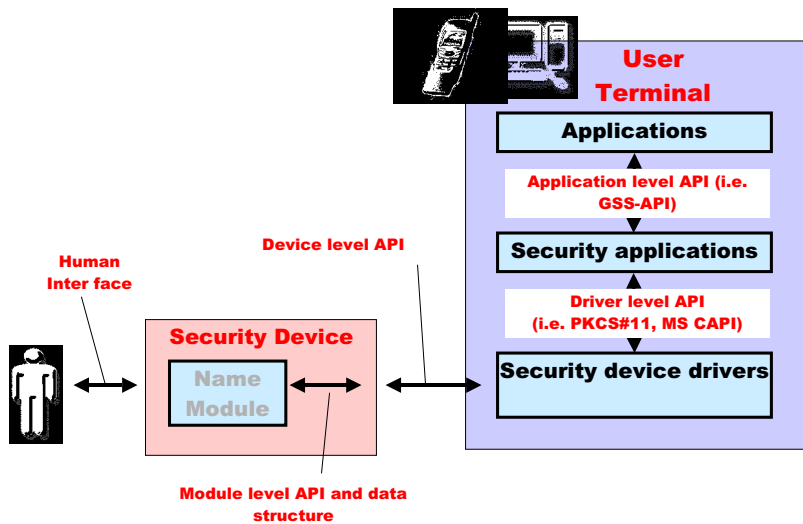 User
Terminal
Applications
Application level API (i.e.
GSS-API)
Device level API
Security applications
Human
Inter face
Driver level API
(i.e. PKCS#11, MS CAPI)
Security Device
Security device drivers
Name
Module
Module level API and data
structure